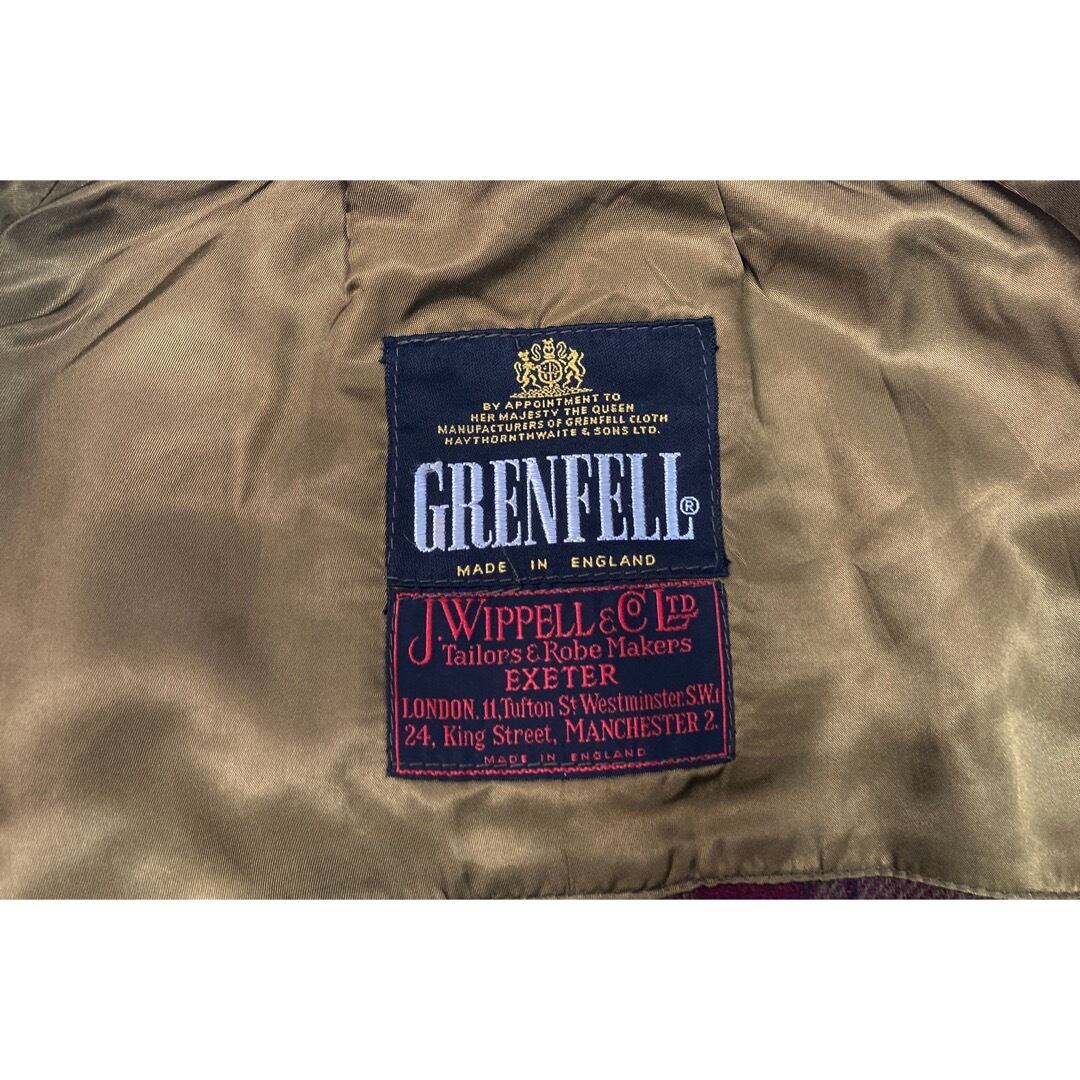 BY APPOINTMENT TO
HER MAJESTY THE QUEEN
MANUFACTURERS OF GRENFELL CLOTH
HAYTHORNTHWAITE & SONS LTD.
GRENFELL®
MADE IN ENGLAND
J. WIPPELL & CO LTD
Tailors & Robe Makers
EXETER
LONDON, 11, Tufton St Westminster. S.W.1
24, King Street, MANCHESTER 2.
MADE IN ENGLAND